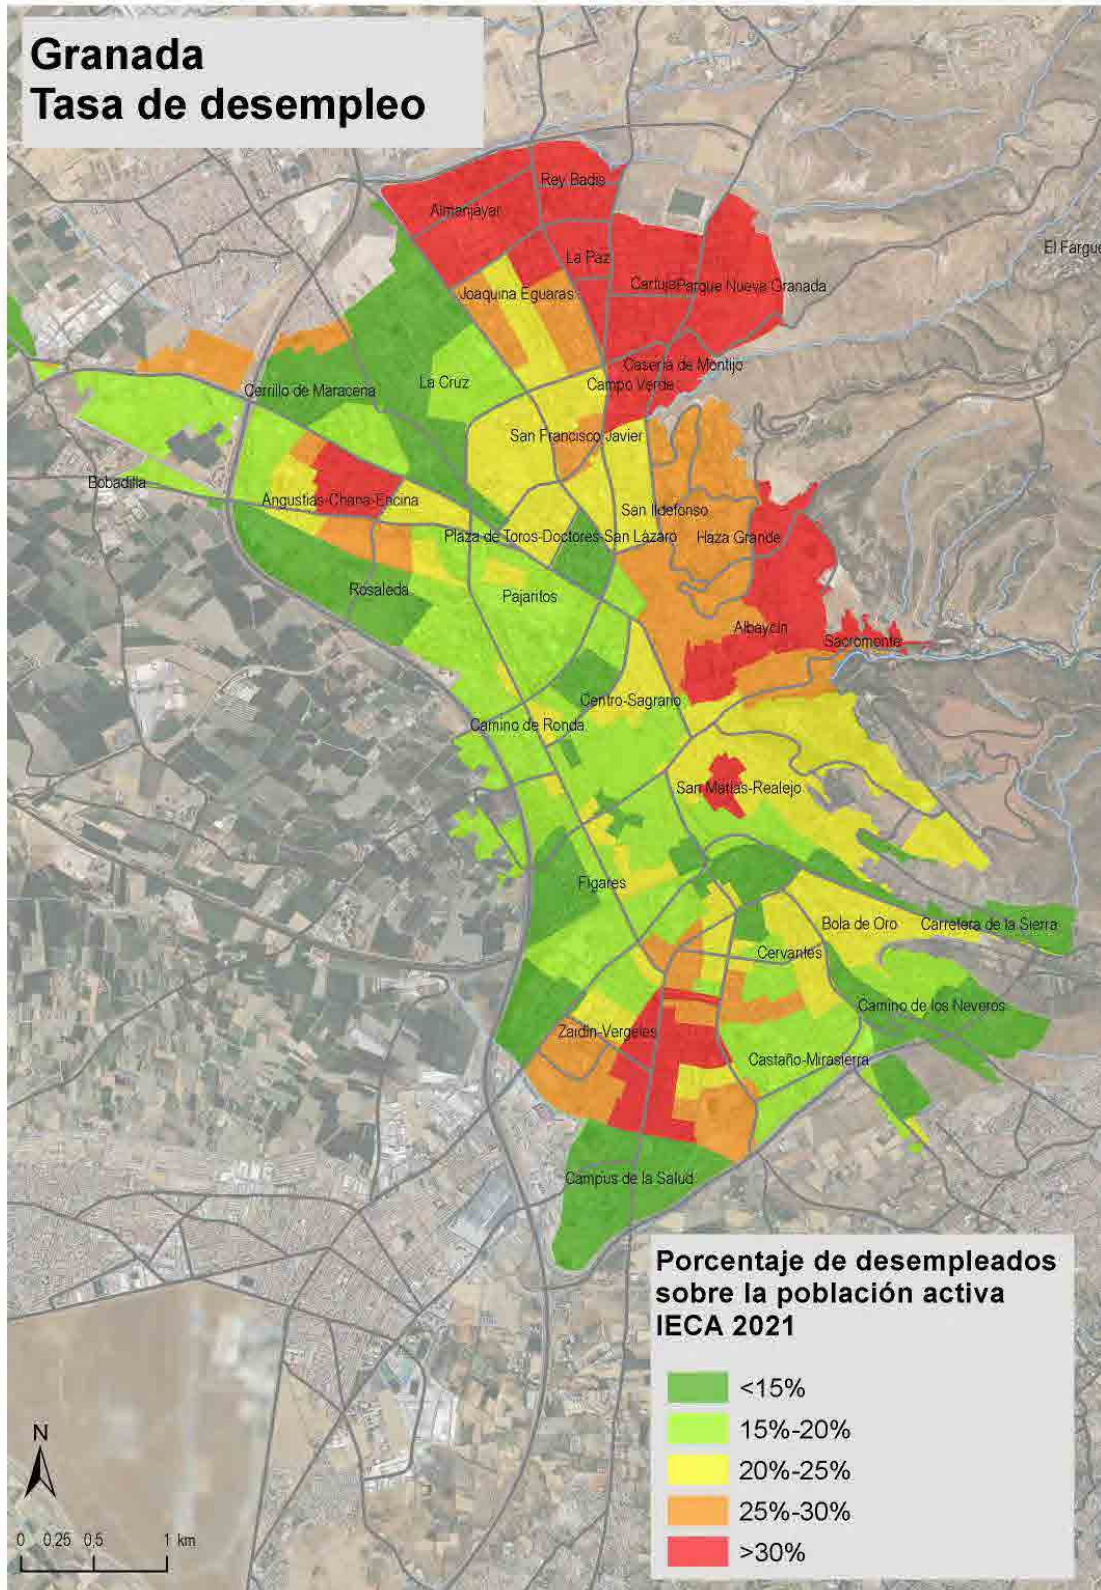 Granada
Tasa de desempleo
Rey Badis
Almanjáyar
El Fargue
La Paz
Cartuja
Parque Nueva Granada
Joaquina Eguaras
Casería de Montijo
Campo Verde
La Cruz
Cerrillo de Maracena
San Francisco Javier
Bobadilla
Angustias-Chana-Encina
San Ildefonso
Plaza de Toros-Doctores-San Lázaro
Haza Grande
Rosaleda
Pajaritos
Albaycín
Sacromonte
Centro-Sagrario
Camino de Ronda
San Matías-Realejo
Fígares
Bola de Oro
Carretera de la Sierra
Cervantes
Camino de los Neveros
Zaidín-Vergeles
Castaño-Mirasierra
Campus de la Salud
Porcentaje de desempleados
sobre la población activa
IECA 2021
<15%
15%-20%
20%-25%
25%-30%
>30%
N
0 0,25 0,5 1 km